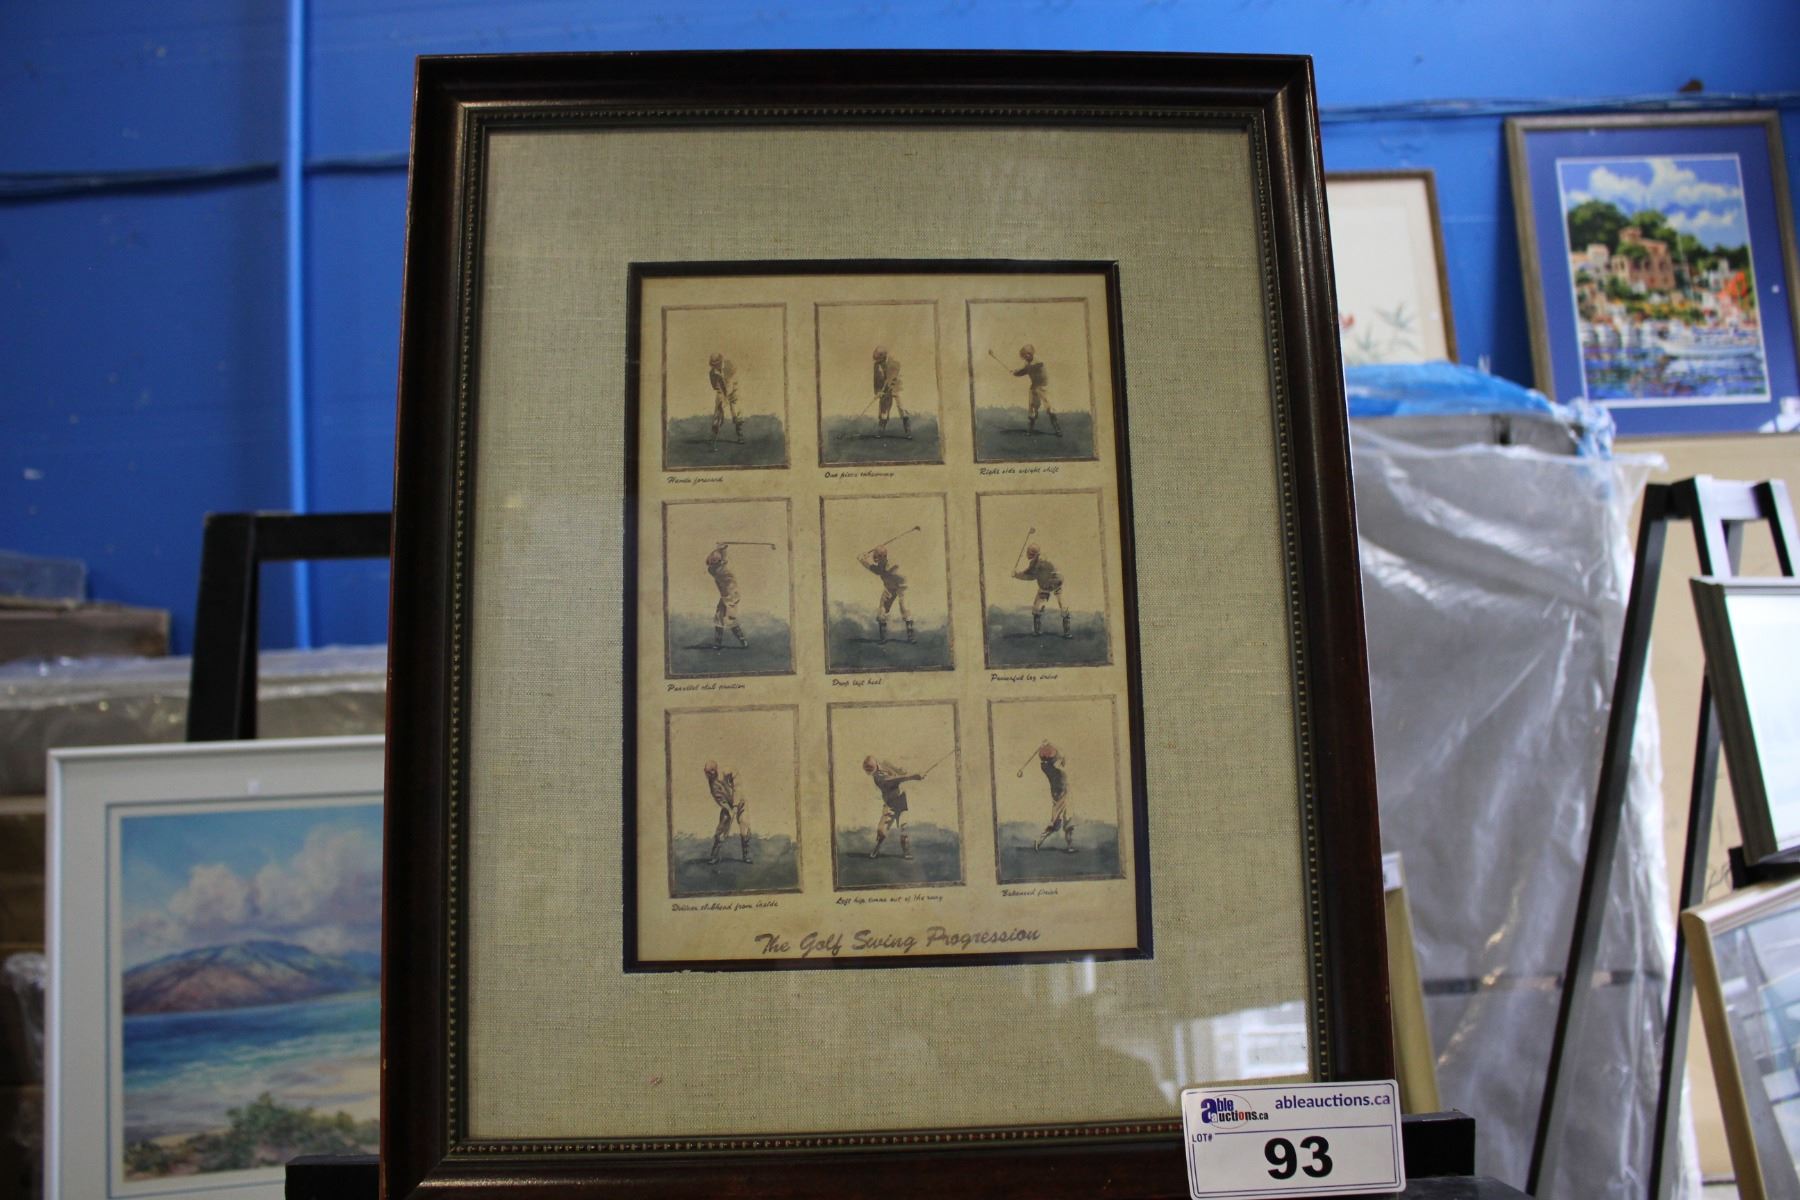 Hands forward
One piece takeaway
Right side weight shift
Parallel club position
Drop left heel
Powerful leg drive
Deliver clubhead from inside
Left hip turns out of the way
Balanced finish
The Golf Swing Progression
able auctions.ca
ableauctions.ca
LOT#
93